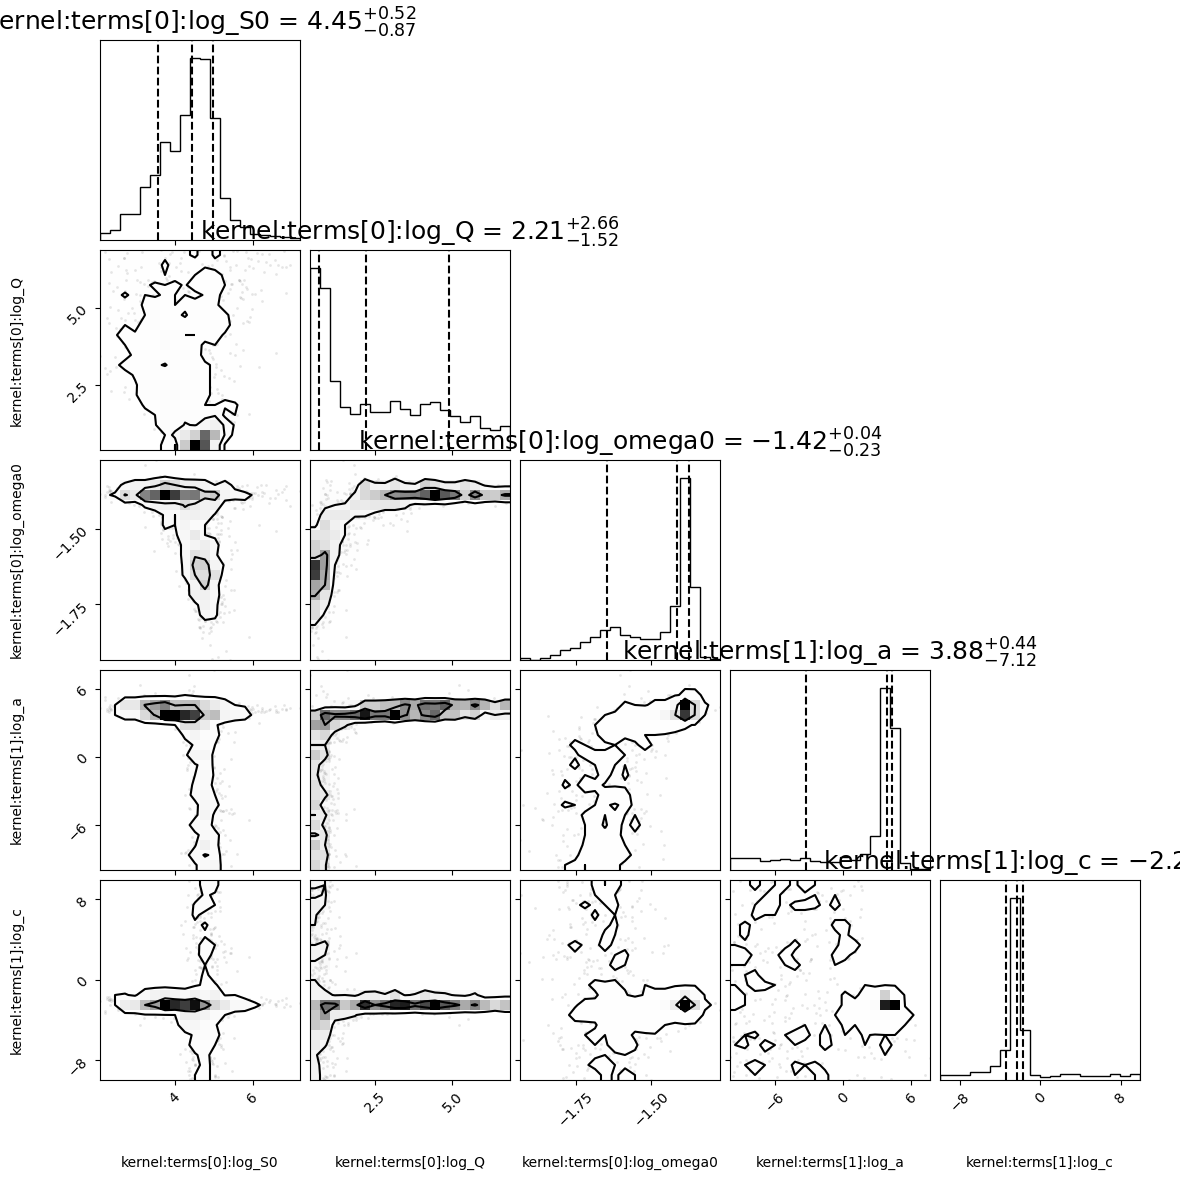 ernel:terms[0]:log_S0 = 4.45+0.52 −0.87
kernel:terms[0]:log_Q = 2.21+2.66 −1.52
kernel:terms[0]:log_Q
5.0
2.5
kernel:terms[0]:log_omega0 = −1.42+0.04 −0.23
kernel:terms[0]:log_omega0
−1.50
−1.75
kernel:terms[1]:log_a = 3.88+0.44 −7.12
kernel:terms[1]:log_a
6
0
−6
kernel:terms[1]:log_c = −2.2
kernel:terms[1]:log_c
8
0
−8
4 6
2.5 5.0
−1.75 −1.50
−6 0 6
−8 0 8
kernel:terms[0]:log_S0
kernel:terms[0]:log_Q
kernel:terms[0]:log_omega0
kernel:terms[1]:log_a
kernel:terms[1]:log_c